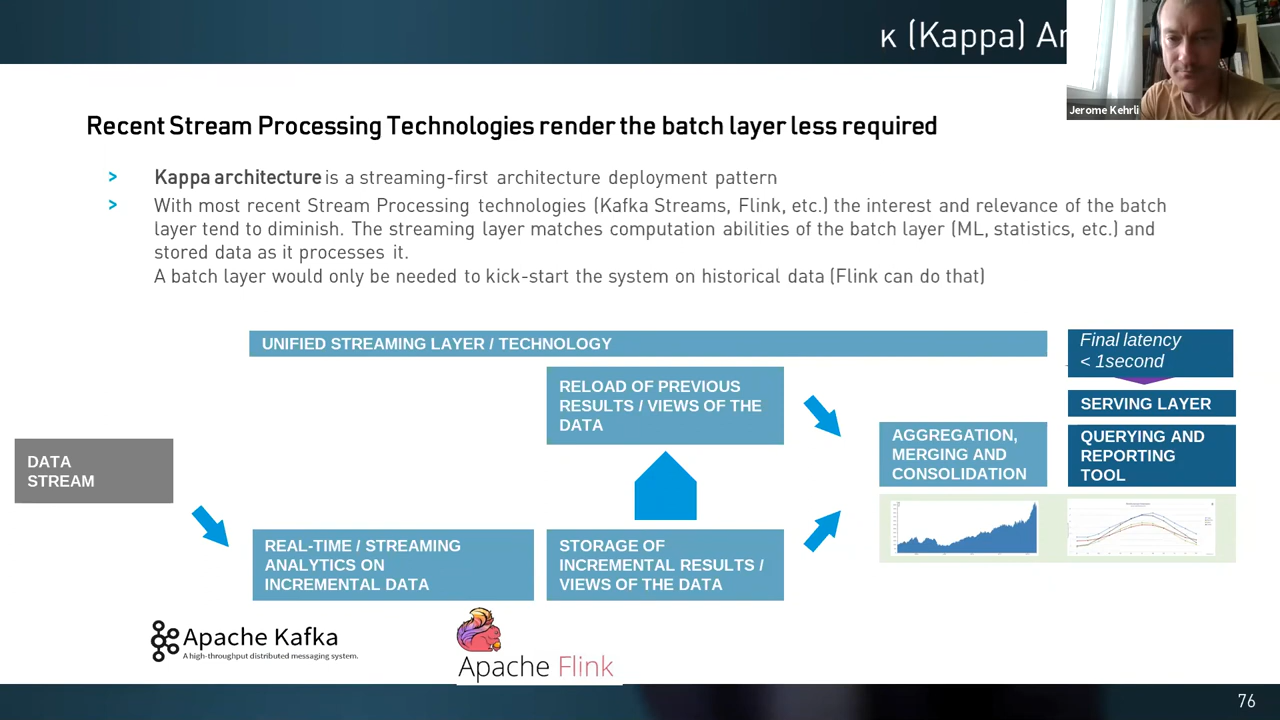 κ (Kappa) Ar
Jerome Kehrli
Recent Stream Processing Technologies render the batch layer less required
> Kappa architecture is a streaming-first architecture deployment pattern
> With most recent Stream Processing technologies (Kafka Streams, Flink, etc.) the interest and relevance of the batch
layer tend to diminish. The streaming layer matches computation abilities of the batch layer (ML, statistics, etc.) and
stored data as it processes it.
A batch layer would only be needed to kick-start the system on historical data (Flink can do that)
UNIFIED STREAMING LAYER / TECHNOLOGY
Final latency
< 1second
RELOAD OF PREVIOUS
RESULTS / VIEWS OF THE
DATA
SERVING LAYER
AGGREGATION,
MERGING AND
CONSOLIDATION
QUERYING AND
REPORTING
TOOL
DATA
STREAM
REAL-TIME / STREAMING
ANALYTICS ON
INCREMENTAL DATA
STORAGE OF
INCREMENTAL RESULTS /
VIEWS OF THE DATA
Apache Kafka
A high-throughput distributed messaging system.
Apache Flink
76